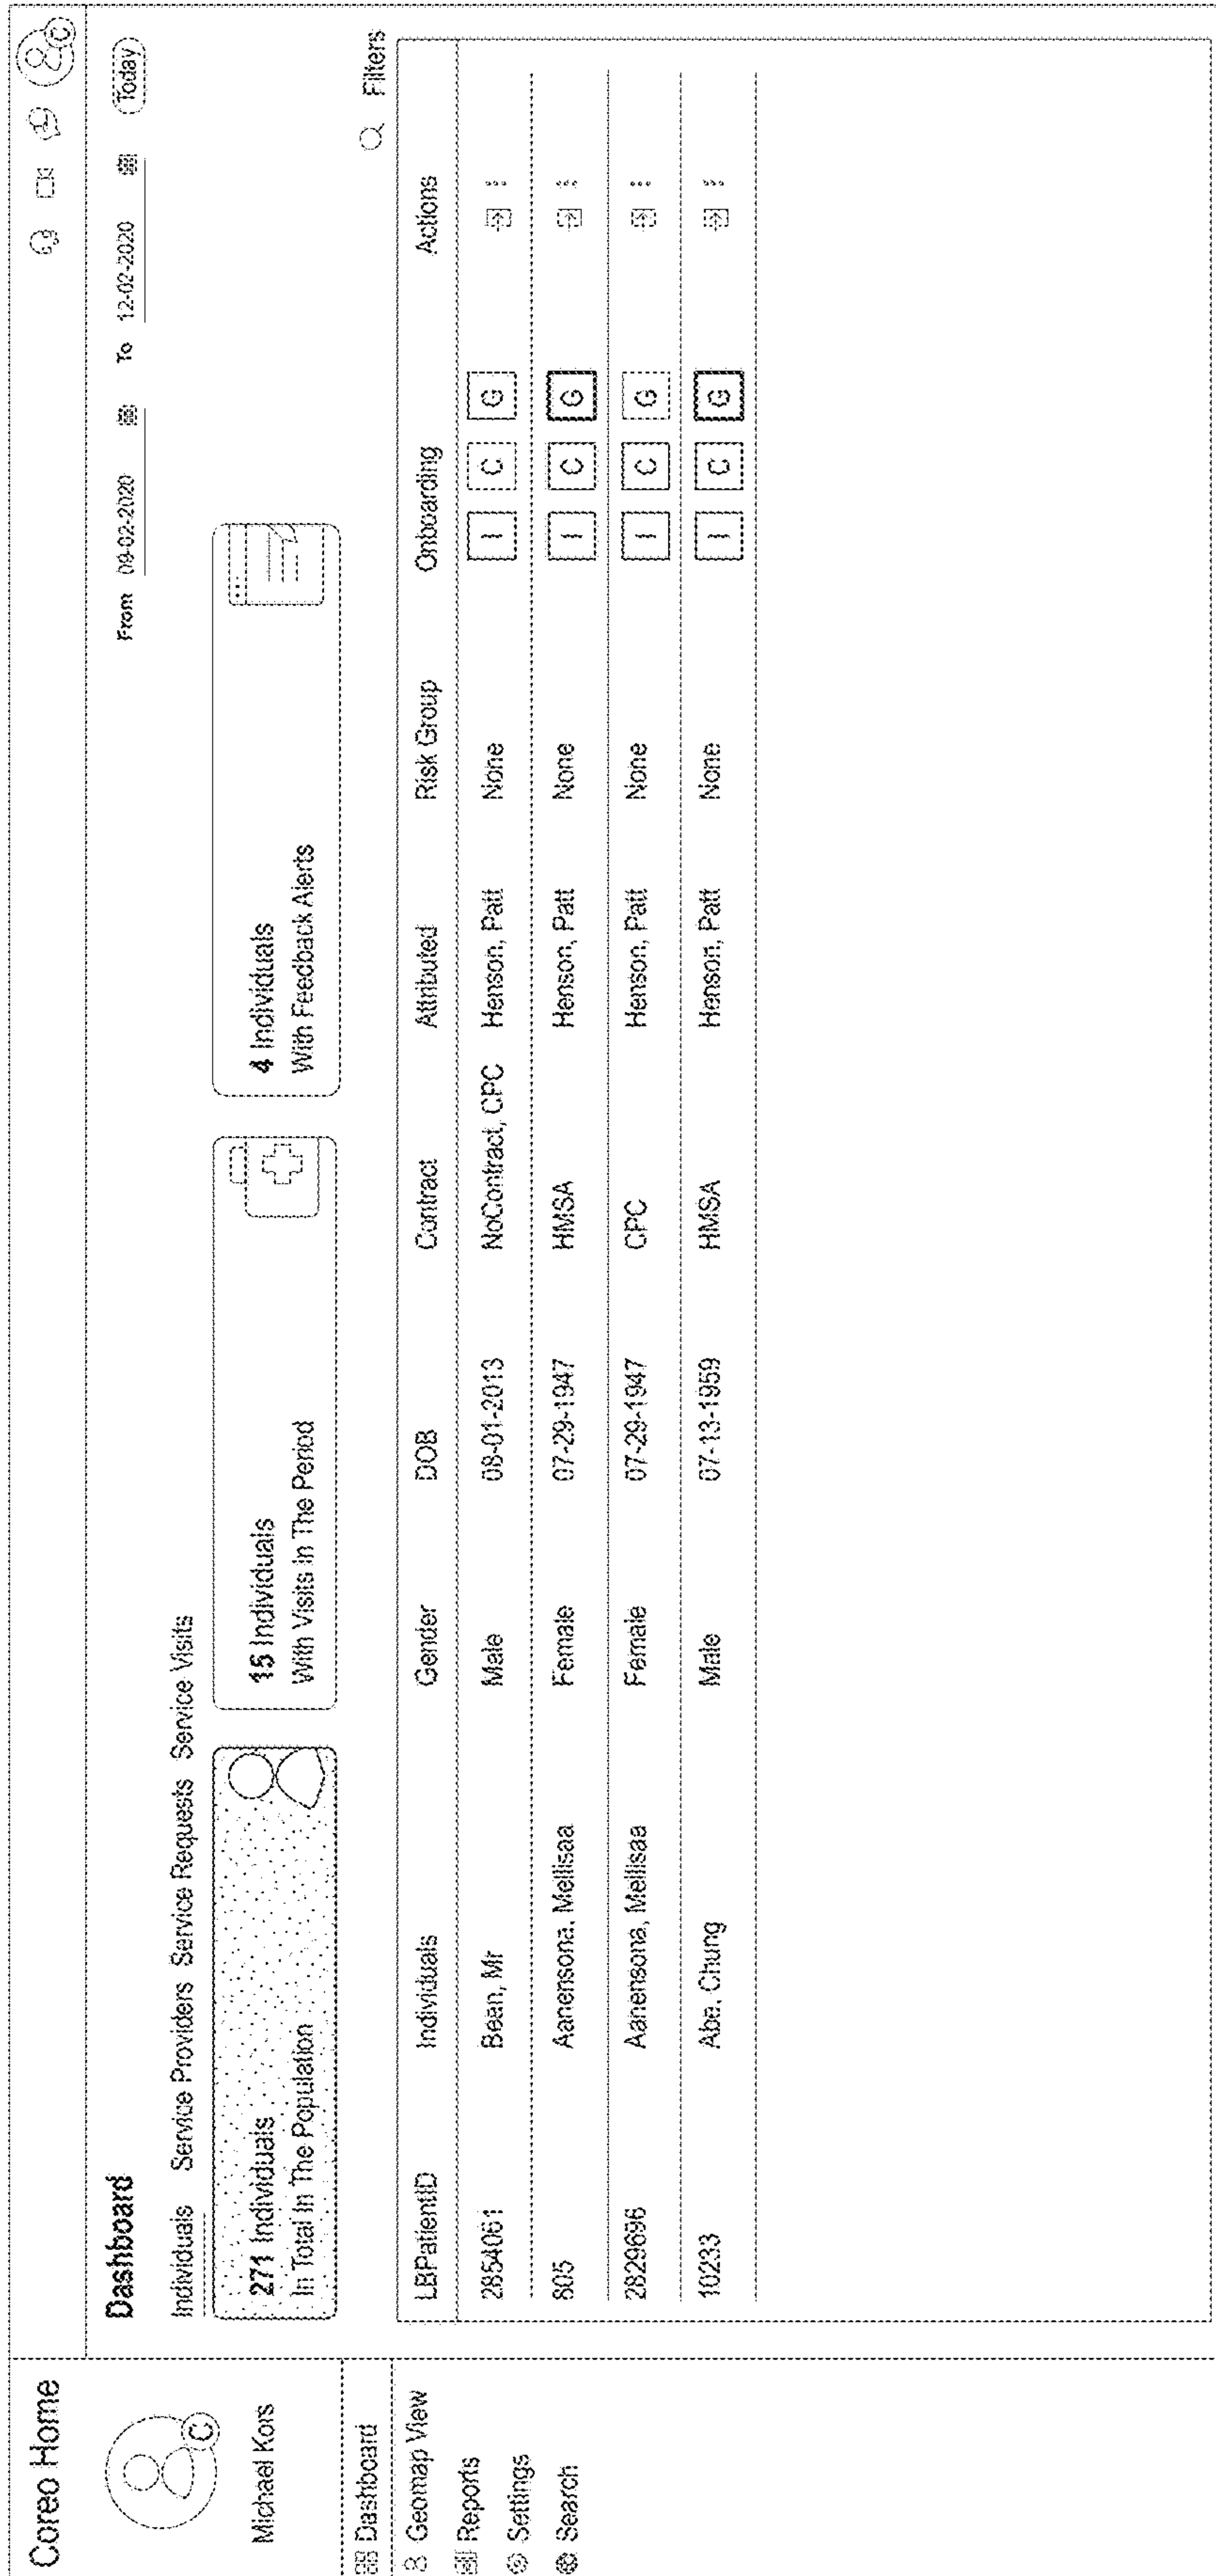 Coreo Home
Michael Kors
Dashboard
Geomap View
Reports
Settings
Search
Dashboard
From 09-02-2020 To 12-02-2020 Today
Individuals Service Providers Service Requests Service Visits
271 Individuals
In Total In The Population
15 Individuals
With Visits In The Period
4 Individuals
With Feedback Alerts
Filters
LBPatientID Individuals Gender DOB Contract Attributed Risk Group Onboarding Actions
2854061 Bean, Mr Male 08-01-2013 NoContract, CPC Henson, Patt None I C G
805 Aanensona, Mellisaa Female 07-29-1947 HMSA Henson, Patt None I C G
2829696 Aanensona, Mellisaa Female 07-29-1947 CPC Henson, Patt None I C G
10233 Abe, Chung Male 07-13-1959 HMSA Henson, Patt None I C G